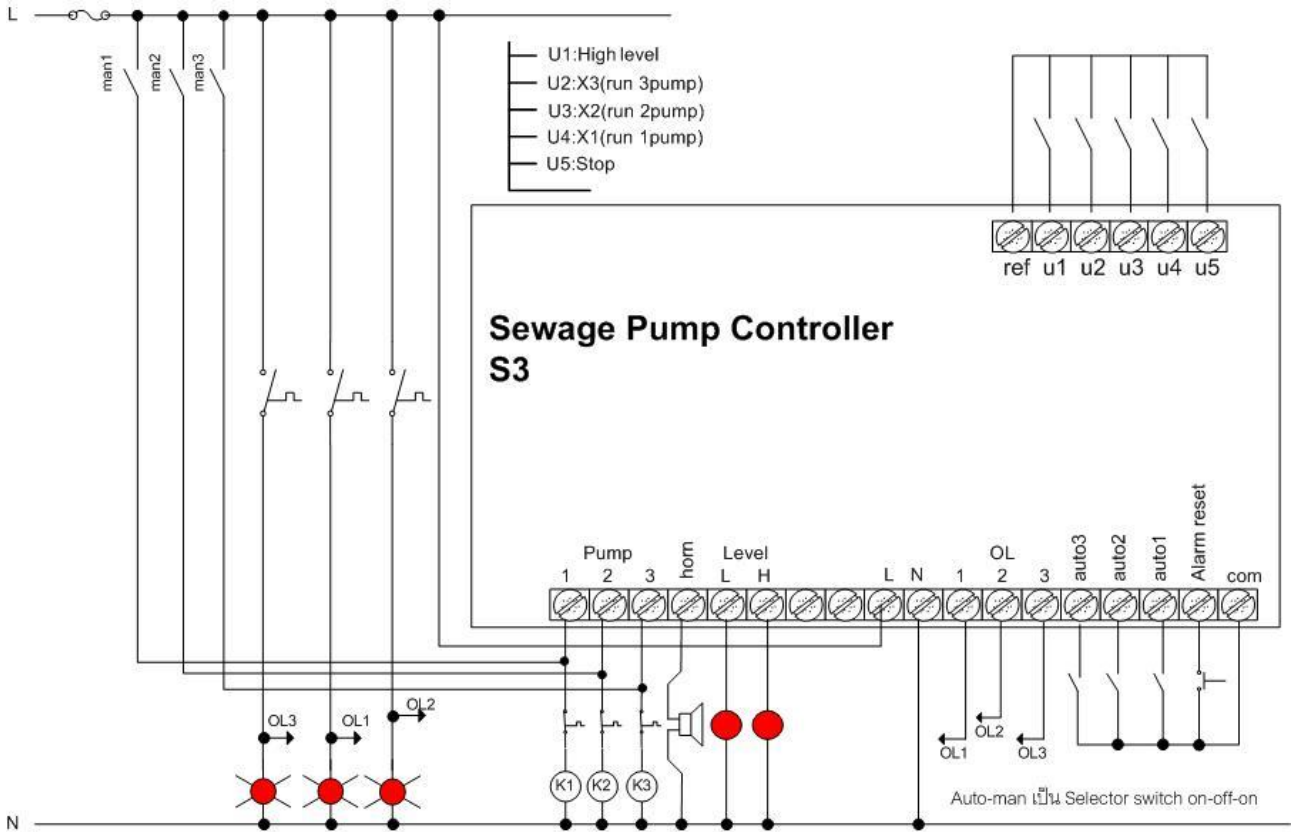 L
man1
man2
man3
U1:High level
U2:X3(run 3pump)
U3:X2(run 2pump)
U4:X1(run 1pump)
U5:Stop
ref u1 u2 u3 u4 u5
Sewage Pump Controller
S3
Pump
horn
Level
OL
auto3
auto2
auto1
Alarm reset
com
1 2 3 L H L N 1 2 3
OL3
OL1
OL2
OL1
OL2
OL3
K1 K2 K3
Auto-man เป็น Selector switch on-off-on
N